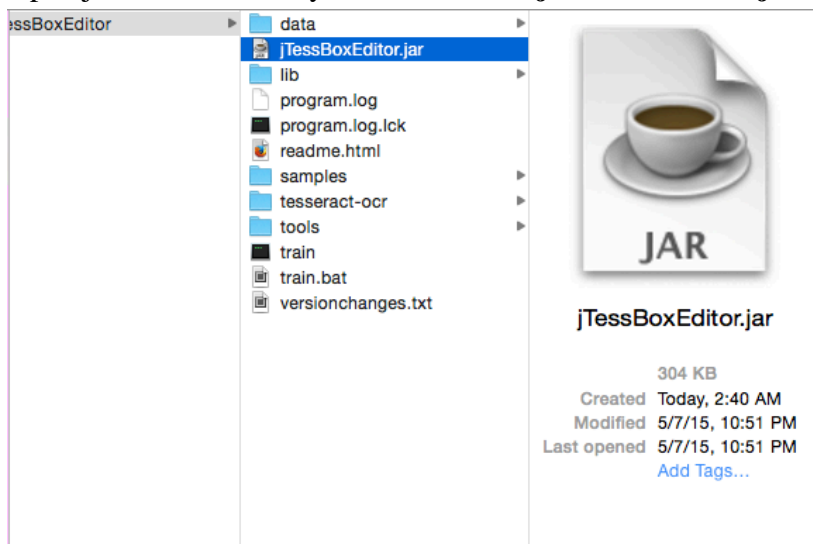 essBoxEditor
data
jTessBoxEditor.jar
lib
program.log
program.log.lck
readme.html
samples
tesseract-ocr
tools
train
train.bat
versionchanges.txt
JAR
jTessBoxEditor.jar
304 KB
Created Today, 2:40 AM
Modified 5/7/15, 10:51 PM
Last opened 5/7/15, 10:51 PM
Add Tags...